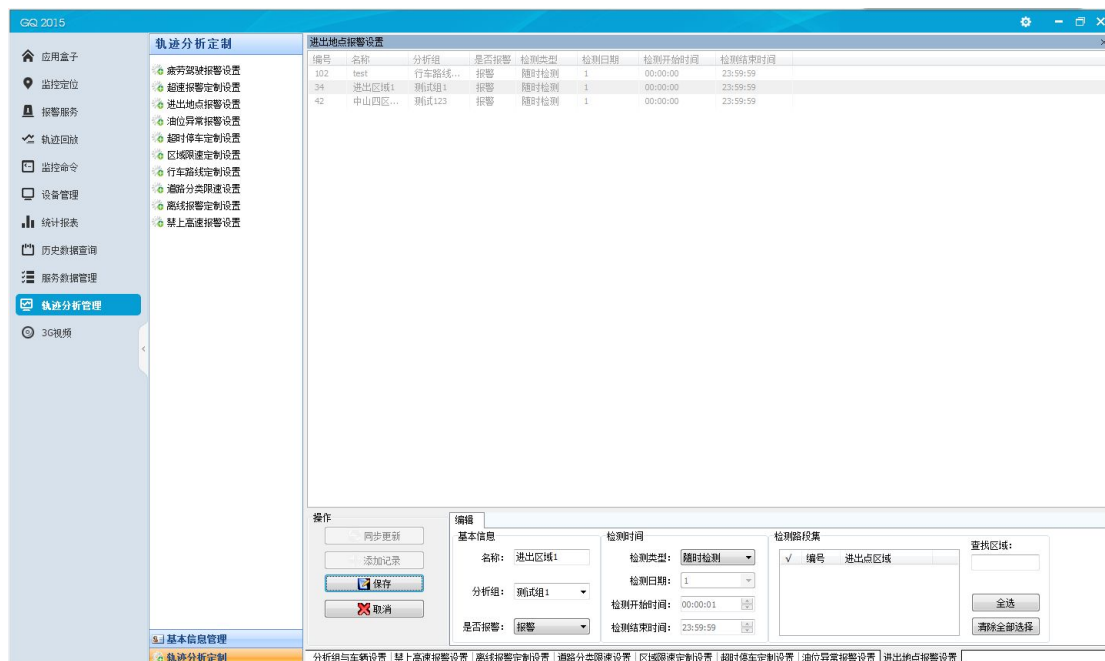 GQ 2015
应用盒子
监控定位
报警服务
轨迹回放
监控命令
设备管理
统计报表
历史数据查询
服务数据管理
轨迹分析管理
3G视频
轨迹分析定制
疲劳驾驶报警设置
超速报警定制设置
进出地点报警设置
油位异常报警设置
超时停车定制设置
区域限速定制设置
行车路线定制设置
道路分类限速设置
离线报警定制设置
禁上高速报警设置
基本信息管理
轨迹分析定制
进出地点报警设置
编号 名称 分析组 是否报警 检测类型 检测日期 检测开始时间 检测结束时间
102 test 行车路线... 报警 随时检测 1 00:00:00 23:59:59
34 进出区域1 测试组1 报警 随时检测 1 00:00:00 23:59:59
42 中山四区... 测试123 报警 随时检测 1 00:00:00 23:59:59
操作
同步更新
添加记录
保存
取消
编辑
基本信息
名称: 进出区域1
分析组: 测试组1
是否报警: 报警
检测时间
检测类型: 随时检测
检测日期: 1
检测开始时间: 00:00:01
检测结束时间: 23:59:59
检测路段集
√ 编号 进出点区域
查找区域:
全选
清除全部选择
分析组与车辆设置 禁上高速报警设置 离线报警定制设置 道路分类限速设置 区域限速定制设置 超时停车定制设置 油位异常报警设置 进出地点报警设置